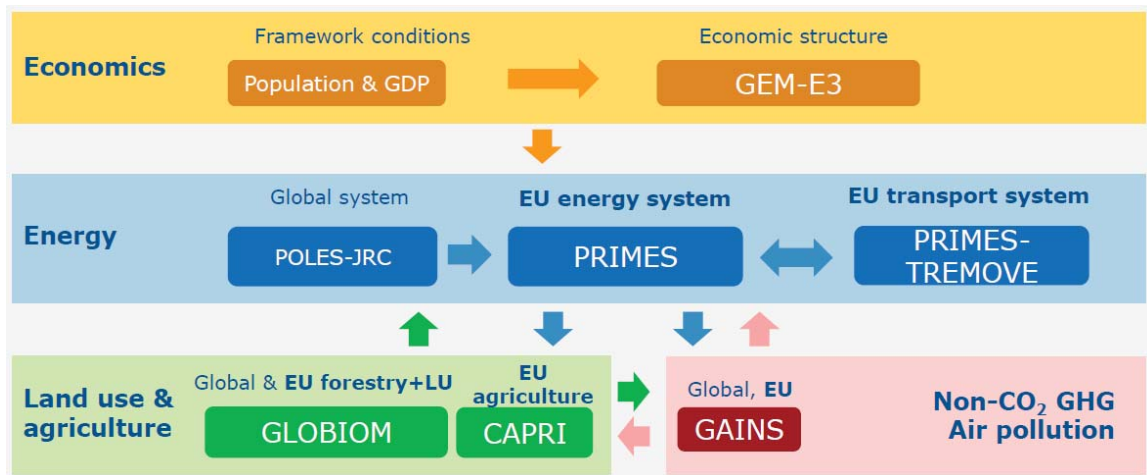 Economics
Framework conditions
Population & GDP
Economic structure
GEM-E3
Energy
Global system
POLES-JRC
EU energy system
PRIMES
EU transport system
PRIMES-
TREMOVE
Land use &
agriculture
Global & EU forestry+LU
GLOBIOM
EU
agriculture
CAPRI
Global, EU
GAINS
Non-CO₂ GHG
Air pollution